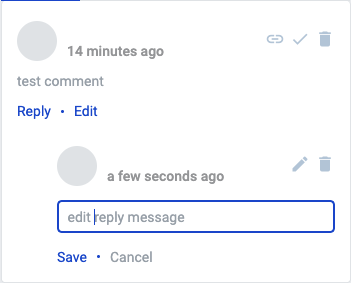 14 minutes ago
test comment
Reply • Edit
a few seconds ago
edit reply message
Save • Cancel